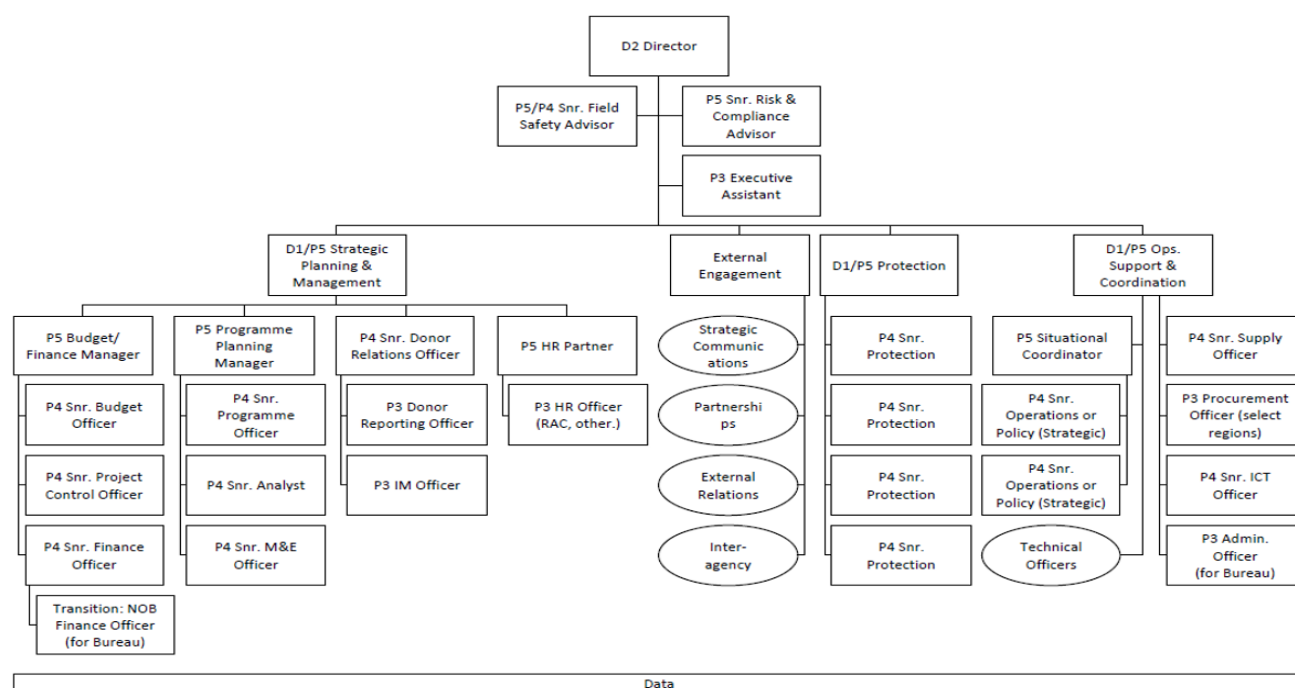 D2 Director
P5/P4 Snr. Field
Safety Advisor
P5 Snr. Risk &
Compliance
Advisor
P3 Executive
Assistant
D1/P5 Strategic
Planning &
Management
External
Engagement
D1/P5 Protection
D1/P5 Ops.
Support &
Coordination
P5 Budget/
Finance Manager
P4 Snr. Budget
Officer
P4 Snr. Project
Control Officer
P4 Snr. Finance
Officer
Transition: NOB
Finance Officer
(for Bureau)
P5 Programme
Planning
Manager
P4 Snr.
Programme
Officer
P4 Snr. Analyst
P4 Snr. M&E
Officer
P4 Snr. Donor
Relations Officer
P3 Donor
Reporting Officer
P3 IM Officer
P5 HR Partner
P3 HR Officer
(RAC, other.)
Strategic
Communic
ations
Partnershi
ps
External
Relations
Inter-
agency
P4 Snr.
Protection
P4 Snr.
Protection
P4 Snr.
Protection
P4 Snr.
Protection
P5 Situational
Coordinator
P4 Snr.
Operations or
Policy (Strategic)
P4 Snr.
Operations or
Policy (Strategic)
Technical
Officers
P4 Snr. Supply
Officer
P3 Procurement
Officer (select
regions)
P4 Snr. ICT
Officer
P3 Admin.
Officer
(for Bureau)
Data